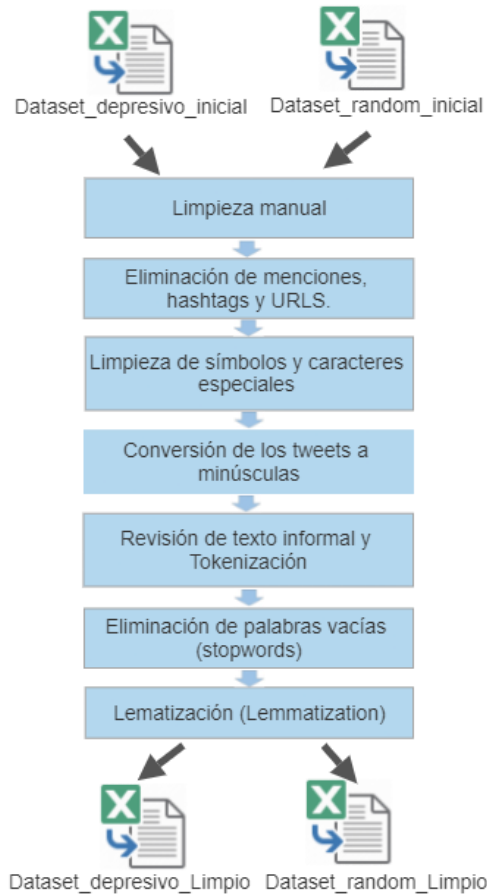 Dataset_depresivo_inicial
Dataset_random_inicial
Limpieza manual
Eliminación de menciones,
hashtags y URLS.
Limpieza de símbolos y caracteres
especiales
Conversión de los tweets a
minúsculas
Revisión de texto informal y
Tokenización
Eliminación de palabras vacías
(stopwords)
Lematización (Lemmatization)
Dataset_depresivo_Limpio
Dataset_random_Limpio